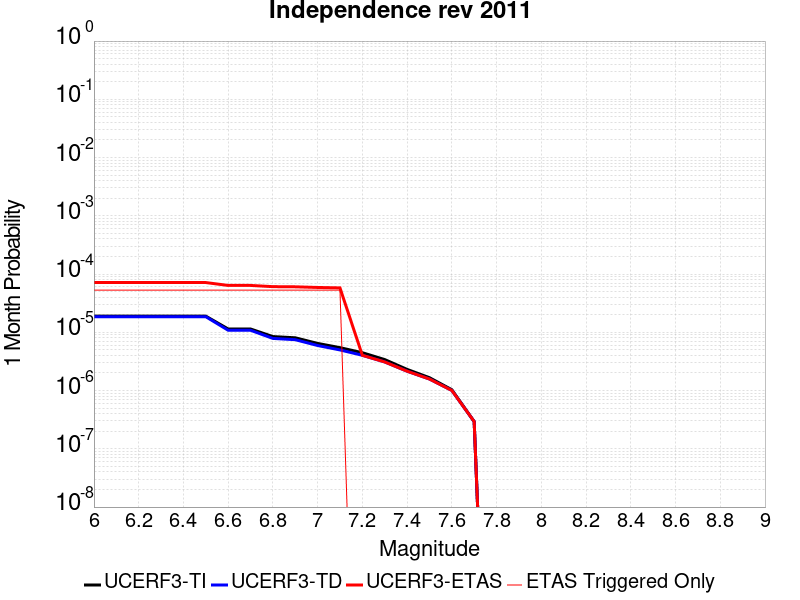 Independence rev 2011
1 Month Probability
10^0
10^-1
10^-2
10^-3
10^-4
10^-5
10^-6
10^-7
10^-8
6 6.2 6.4 6.6 6.8 7 7.2 7.4 7.6 7.8 8 8.2 8.4 8.6 8.8 9
Magnitude
UCERF3-TI UCERF3-TD UCERF3-ETAS ETAS Triggered Only